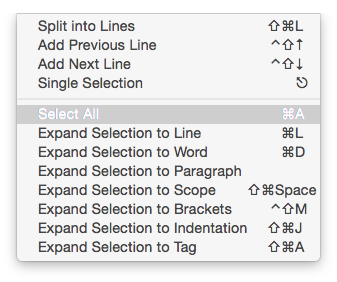 Split into Lines ⇧⌘L
Add Previous Line ^⇧↑
Add Next Line ^⇧↓
Single Selection ⎋
Select All ⌘A
Expand Selection to Line ⌘L
Expand Selection to Word ⌘D
Expand Selection to Paragraph
Expand Selection to Scope ⇧⌘Space
Expand Selection to Brackets ^⇧M
Expand Selection to Indentation ⇧⌘J
Expand Selection to Tag ⇧⌘A